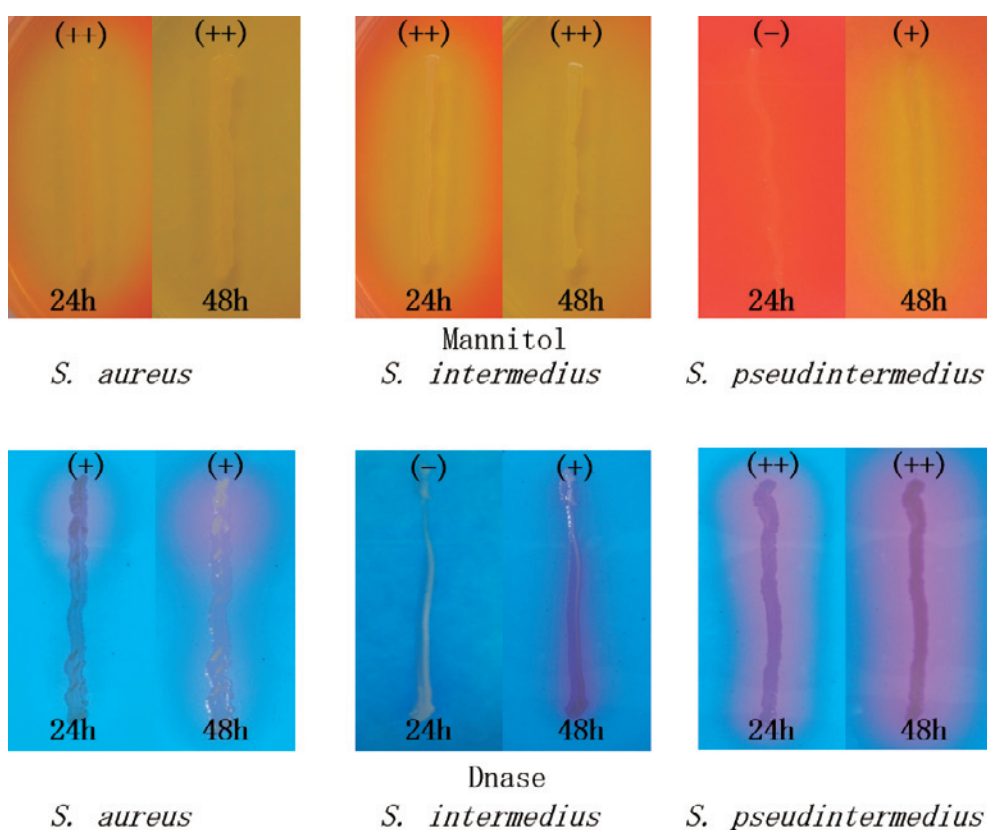 (++) (++) (++) (++) (-) (+)
24h 48h 24h 48h 24h 48h
Mannitol
S. aureus S. intermedius S. pseudintermedius
(+) (+) (-) (+) (++) (++)
24h 48h 24h 48h 24h 48h
Dnase
S. aureus S. intermedius S. pseudintermedius